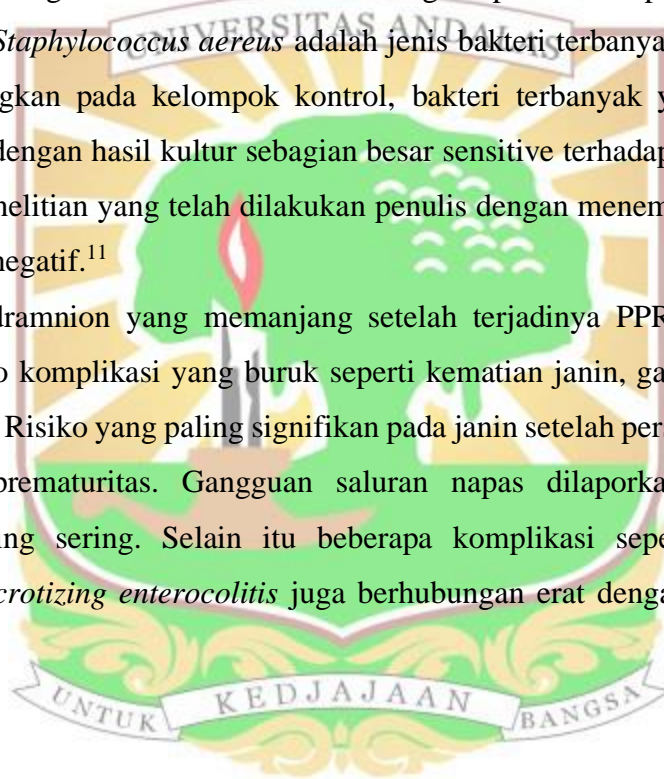 UNIVERSITAS ANDALAS
Staphylococcus aereus adalah jenis bakteri terbanya
gkan pada kelompok kontrol, bakteri terbanyak y
dengan hasil kultur sebagian besar sensitive terhadap
nelitian yang telah dilakukan penulis dengan menem
negatif.¹¹
dramnion yang memanjang setelah terjadinya PPR
o komplikasi yang buruk seperti kematian janin, ga
Risiko yang paling signifikan pada janin setelah per
prematuritas. Gangguan saluran napas dilaporka
ing sering. Selain itu beberapa komplikasi sepe
crotizing enterocolitis juga berhubungan erat denga
UNTUK KEDJAJAAN BANGSA